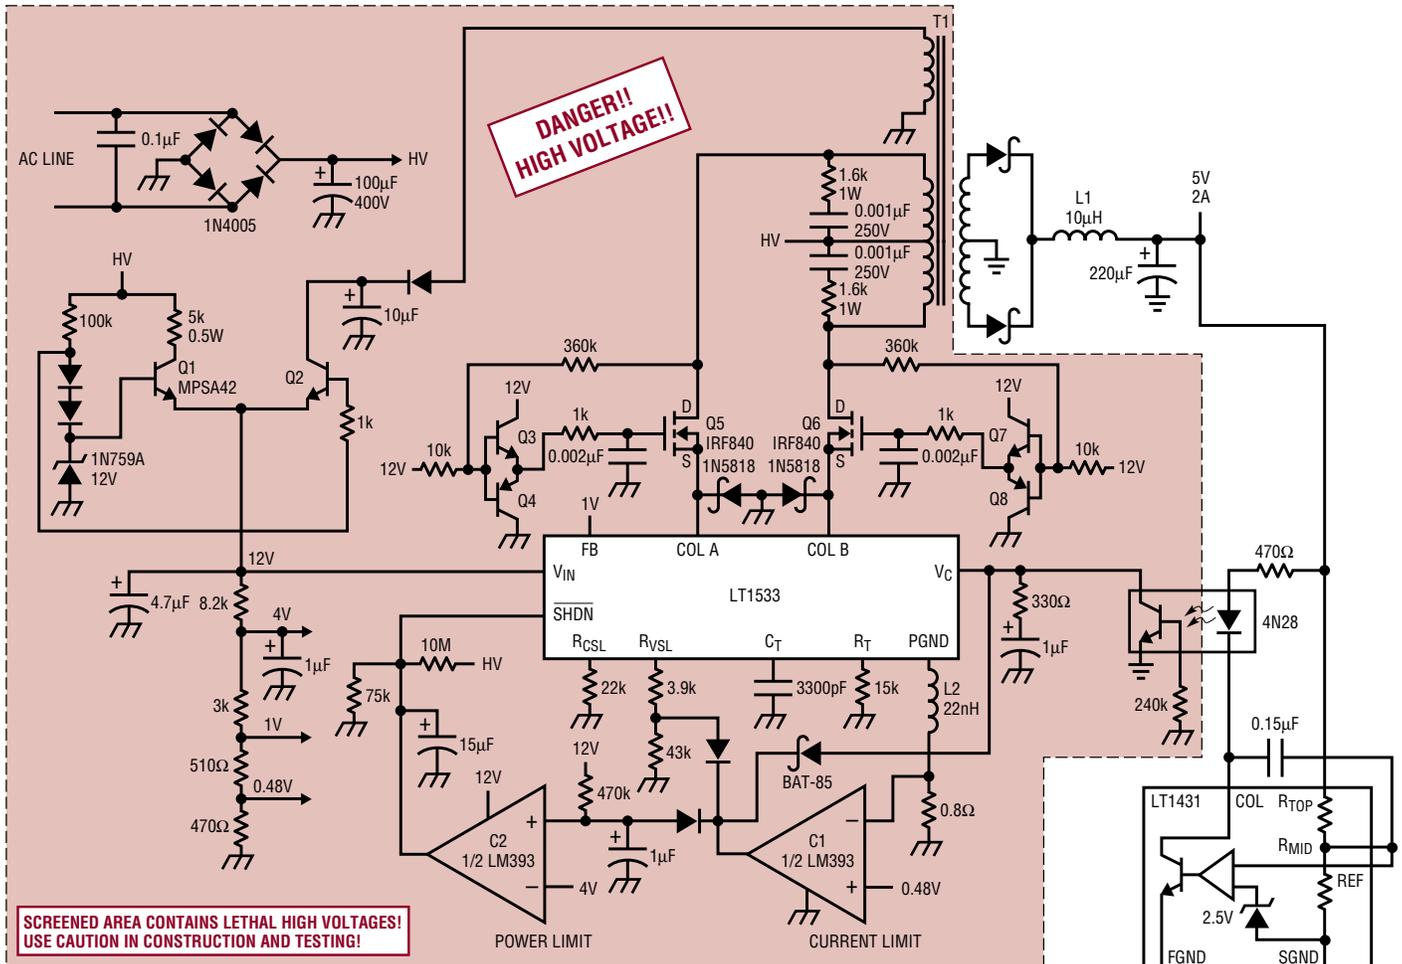 T1
DANGER!!
HIGH VOLTAGE!!
AC LINE
0.1µF
+
HV
100µF
400V
1N4005
1.6k
1W
0.001µF
250V
HV
0.001µF
250V
1.6k
1W
L1
10µH
5V
2A
+
220µF
HV
100k
5k
0.5W
Q1
MPSA42
Q2
1k
1N759A
12V
+
10µF
360k
12V
Q3
10k
12V
Q4
1k
0.002µF
D
Q5
IRF840
S
1N5818
1N5818
D
Q6
IRF840
S
360k
1k
0.002µF
12V
Q7
10k
12V
Q8
1V
FB
COL A
COL B
VIN
LT1533
VC
SHDN
RCSL
RVSL
CT
RT
PGND
12V
+
4.7µF
8.2k
4V
+
1µF
3k
1V
510Ω
0.48V
470Ω
10M
HV
75k
+
15µF
22k
3.9k
43k
3300pF
15k
L2
22nH
330Ω
+
1µF
470Ω
4N28
240k
0.15µF
12V
470k
12V
BAT-85
0.8Ω
+
C2
1/2 LM393
–
4V
+
1µF
–
C1
1/2 LM393
+
0.48V
POWER LIMIT
CURRENT LIMIT
LT1431
COL
RTOP
RMID
REF
2.5V
FGND
SGND
SCREENED AREA CONTAINS LETHAL HIGH VOLTAGES!
USE CAUTION IN CONSTRUCTION AND TESTING!